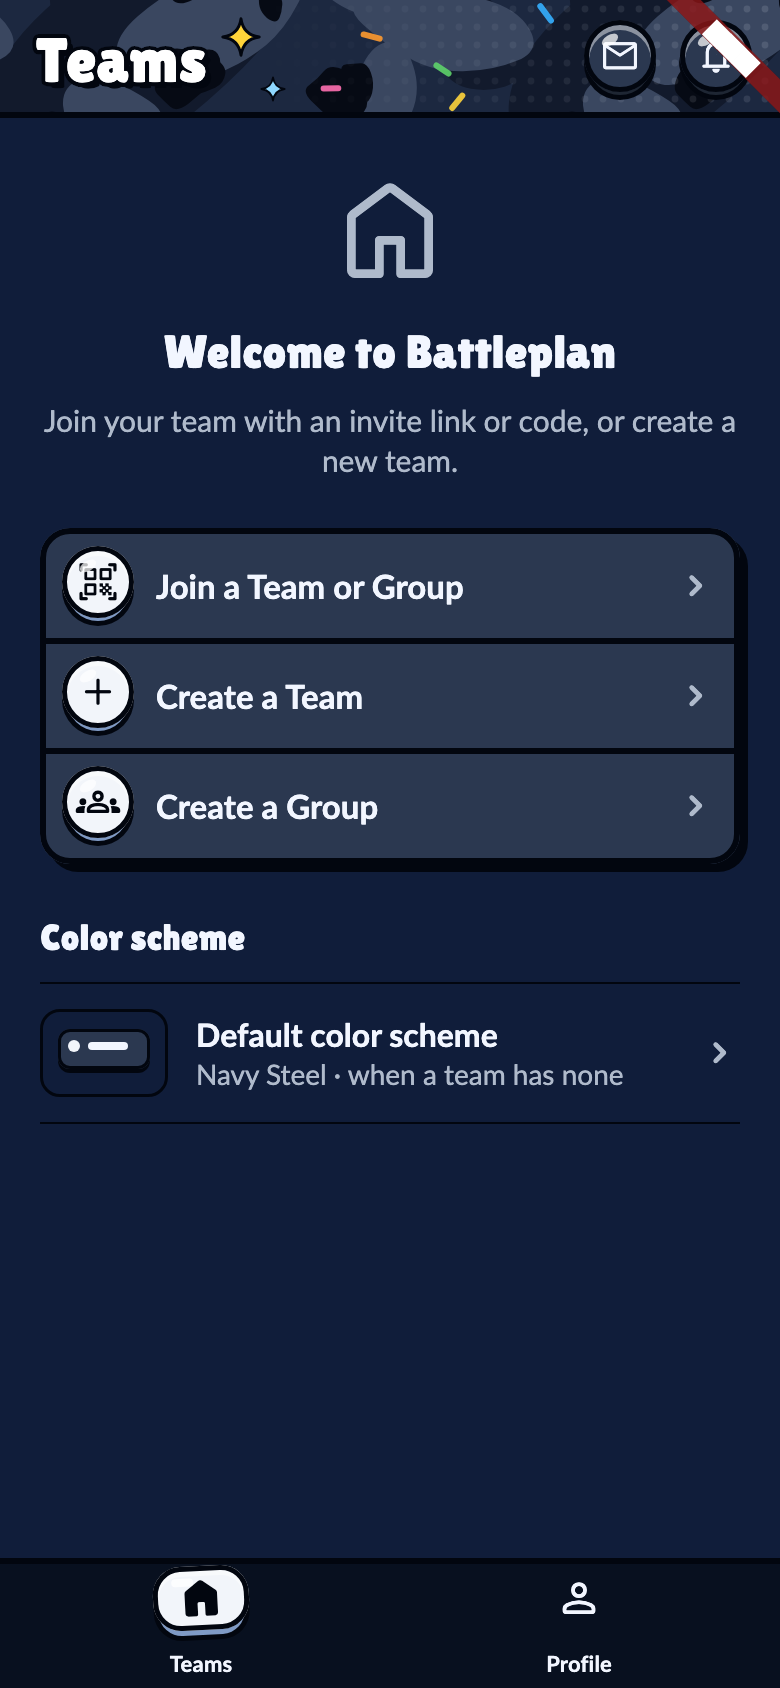 Teams
Welcome to Battleplan
Join your team with an invite link or code, or create a
new team.
Join a Team or Group
Create a Team
Create a Group
Color scheme
Default color scheme
Navy Steel · when a team has none
Teams
Profile